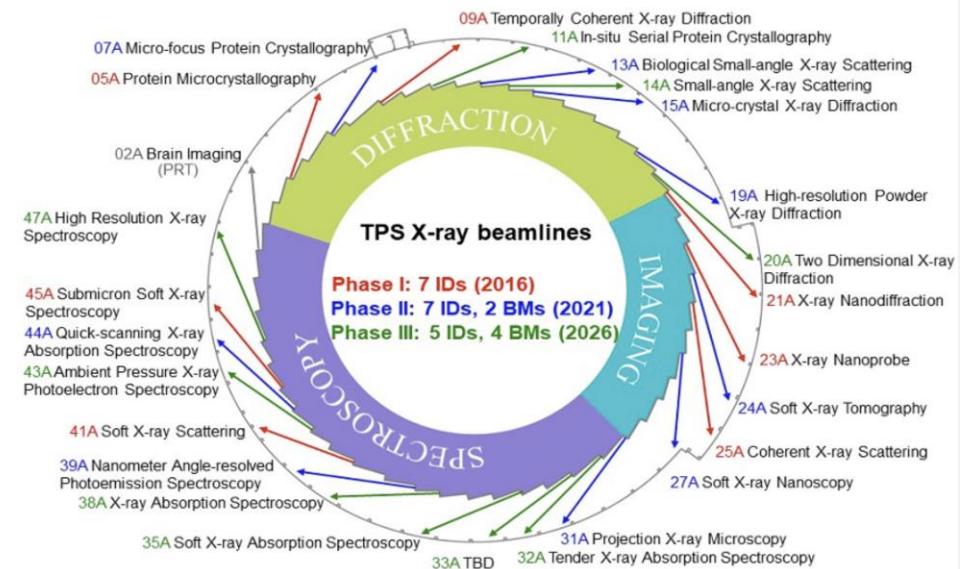 09A Temporally Coherent X-ray Diffraction
11A In-situ Serial Protein Crystallography
07A Micro-focus Protein Crystallography
13A Biological Small-angle X-ray Scattering
05A Protein Microcrystallography
14A Small-angle X-ray Scattering
15A Micro-crystal X-ray Diffraction
DIFFRACTION
02A Brain Imaging
(PRT)
19A High-resolution Powder
X-ray Diffraction
47A High Resolution X-ray
Spectroscopy
TPS X-ray beamlines
Phase I: 7 IDs (2016)
Phase II: 7 IDs, 2 BMs (2021)
Phase III: 5 IDs, 4 BMs (2026)
IMAGING
20A Two Dimensional X-ray
Diffraction
21A X-ray Nanodiffraction
45A Submicron Soft X-ray
Spectroscopy
44A Quick-scanning X-ray
Absorption Spectroscopy
43A Ambient Pressure X-ray
Photoelectron Spectroscopy
23A X-ray Nanoprobe
24A Soft X-ray Tomography
SPECTROSCOPY
41A Soft X-ray Scattering
25A Coherent X-ray Scattering
39A Nanometer Angle-resolved
Photoemission Spectroscopy
27A Soft X-ray Nanoscopy
38A X-ray Absorption Spectroscopy
35A Soft X-ray Absorption Spectroscopy
31A Projection X-ray Microscopy
33A TBD
32A Tender X-ray Absorption Spectroscopy